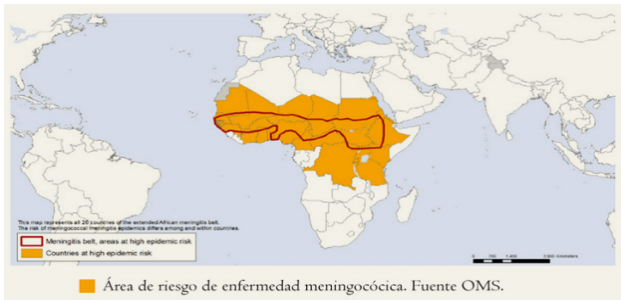 This map represents all 26 countries of the extended African meningitis belt.
The risk of meningococcal meningitis epidemics differs among and within countries.
Meningitis belt, areas at high epidemic risk
Countries at high epidemic risk
Kilometers
Área de riesgo de enfermedad meningocócica. Fuente OMS.